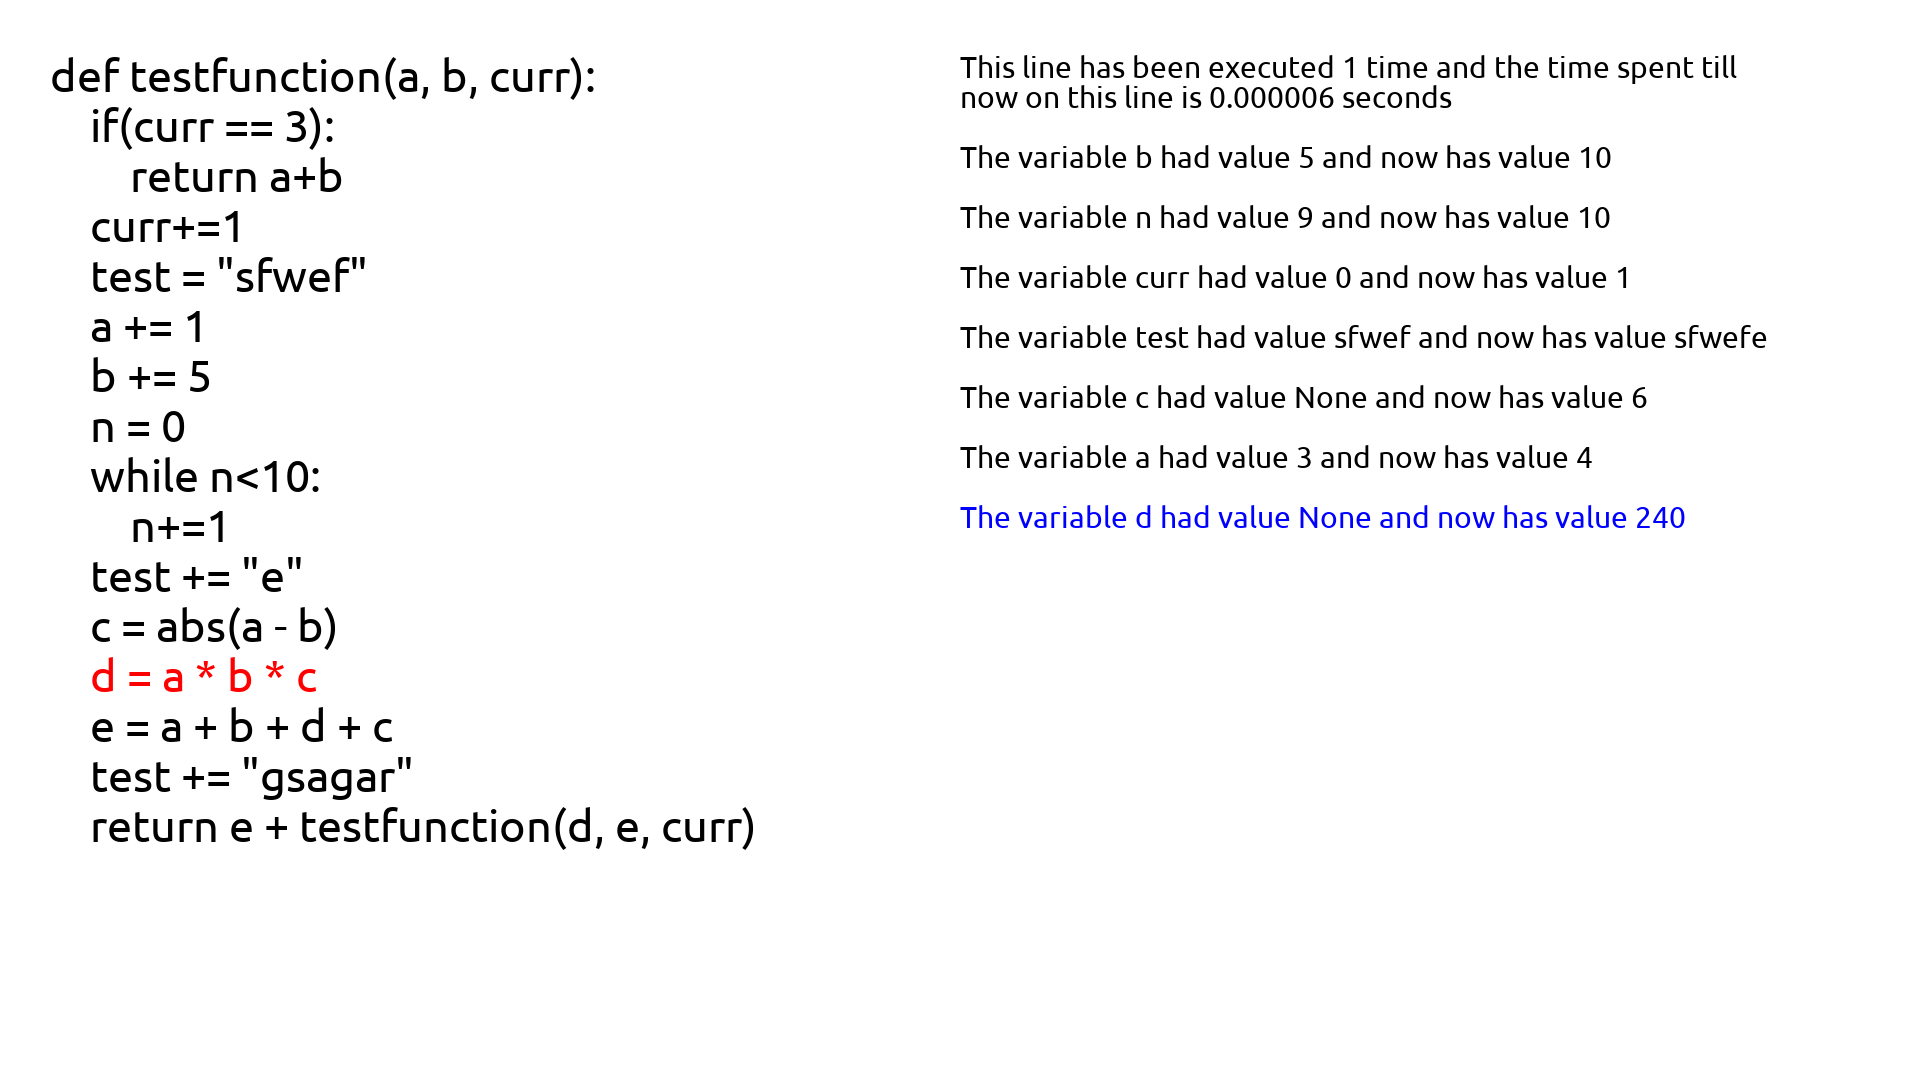 def testfunction(a, b, curr):
    if(curr == 3):
        return a+b
    curr+=1
    test = "sfwef"
    a += 1
    b += 5
    n = 0
    while n<10:
        n+=1
    test += "e"
    c = abs(a - b)
    d = a * b * c
    e = a + b + d + c
    test += "gsagar"
    return e + testfunction(d, e, curr)
This line has been executed 1 time and the time spent till
now on this line is 0.000006 seconds
The variable b had value 5 and now has value 10
The variable n had value 9 and now has value 10
The variable curr had value 0 and now has value 1
The variable test had value sfwef and now has value sfwefe
The variable c had value None and now has value 6
The variable a had value 3 and now has value 4
The variable d had value None and now has value 240